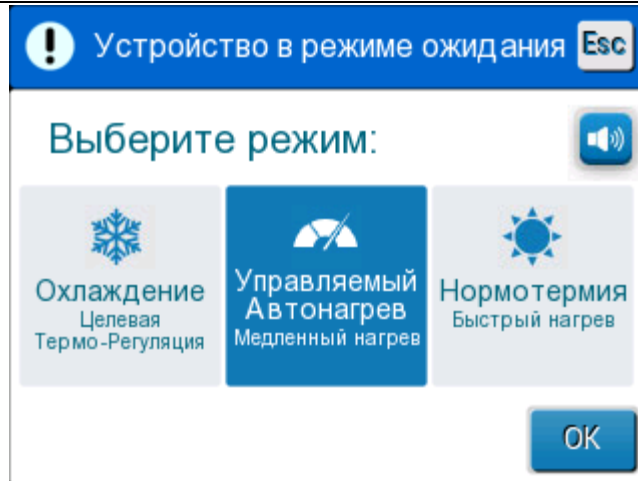 Устройство в режиме ожидания Esc
Выберите режим:
Охлаждение
Целевая
Термо-Регуляция
Управляемый
Автонагрев
Медленный нагрев
Нормотермия
Быстрый нагрев
OK